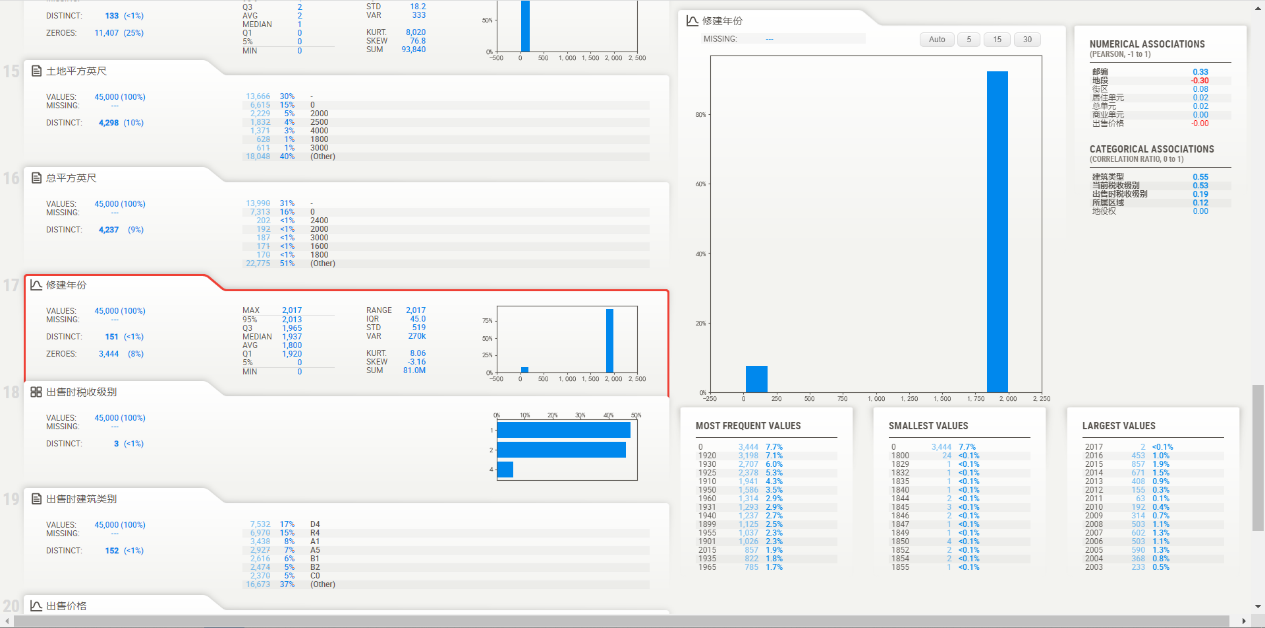 DISTINCT: 133 (<1%)
ZEROES: 11,407 (25%)
Q3 2
AVG 2
MEDIAN 1
Q1 0
5% 0
MIN 0
STD 18.2
VAR 333
KURT. 8,020
SKEW 76.8
SUM 93,840
50%
0%
-500 0 500 1,000 1,500 2,000 2,500
15
土地平方英尺
VALUES: 45,000 (100%)
MISSING: ---
DISTINCT: 4,298 (10%)
13,666 30% -
6,615 15% 0
2,229 5% 2000
1,832 4% 2500
1,371 3% 4000
628 1% 1800
611 1% 3000
18,048 40% (Other)
16
总平方英尺
VALUES: 45,000 (100%)
MISSING: ---
DISTINCT: 4,237 (9%)
13,990 31% -
7,313 16% 0
202 <1% 2400
192 <1% 2000
187 <1% 3000
171 <1% 1600
170 <1% 1800
22,775 51% (Other)
17
修建年份
VALUES: 45,000 (100%)
MISSING: ---
DISTINCT: 151 (<1%)
ZEROES: 3,444 (8%)
MAX 2,017
95% 2,013
Q3 1,965
MEDIAN 1,937
AVG 1,800
Q1 1,920
5% 0
MIN 0
RANGE 2,017
IQR 45.0
STD 519
VAR 270k
KURT. 8.06
SKEW -3.16
SUM 81.0M
75%
50%
25%
0%
-500 0 500 1,000 1,500 2,000 2,500
18
出售时税收级别
VALUES: 45,000 (100%)
MISSING: ---
DISTINCT: 3 (<1%)
0% 10% 20% 30% 40% 50%
1
2
4
19
出售时建筑类别
VALUES: 45,000 (100%)
MISSING: ---
DISTINCT: 152 (<1%)
7,532 17% D4
6,970 15% R4
3,438 8% A1
2,927 7% A5
2,616 6% B1
2,474 5% B2
2,370 5% C0
16,673 37% (Other)
20
出售价格
修建年份
MISSING: ---
Auto 5 15 30
80%
60%
40%
20%
0%
-250 0 250 500 750 1,000 1,250 1,500 1,750 2,000 2,250
NUMERICAL ASSOCIATIONS
(PEARSON, -1 to 1)
邮编 0.33
地段 -0.30
街区 0.08
居住单元 0.02
总单元 0.02
商业单元 0.00
出售价格 -0.00
CATEGORICAL ASSOCIATIONS
(CORRELATION RATIO, 0 to 1)
建筑类型 0.55
当前税收级别 0.53
出售时税收级别 0.19
所属区域 0.12
地役权 0.00
MOST FREQUENT VALUES
0 3,444 7.7%
1920 3,198 7.1%
1930 2,707 6.0%
1925 2,378 5.3%
1910 1,941 4.3%
1950 1,586 3.5%
1960 1,314 2.9%
1931 1,293 2.9%
1940 1,237 2.7%
1899 1,125 2.5%
1955 1,037 2.3%
1901 1,026 2.3%
2015 857 1.9%
1935 822 1.8%
1965 785 1.7%
SMALLEST VALUES
0 3,444 7.7%
1800 24 <0.1%
1829 1 <0.1%
1832 1 <0.1%
1835 1 <0.1%
1840 1 <0.1%
1844 2 <0.1%
1845 3 <0.1%
1846 2 <0.1%
1847 1 <0.1%
1849 1 <0.1%
1850 4 <0.1%
1852 2 <0.1%
1854 2 <0.1%
1855 1 <0.1%
LARGEST VALUES
2017 2 <0.1%
2016 453 1.0%
2015 857 1.9%
2014 671 1.5%
2013 408 0.9%
2012 155 0.3%
2011 63 0.1%
2010 192 0.4%
2009 314 0.7%
2008 503 1.1%
2007 602 1.3%
2006 503 1.1%
2005 590 1.3%
2004 368 0.8%
2003 233 0.5%